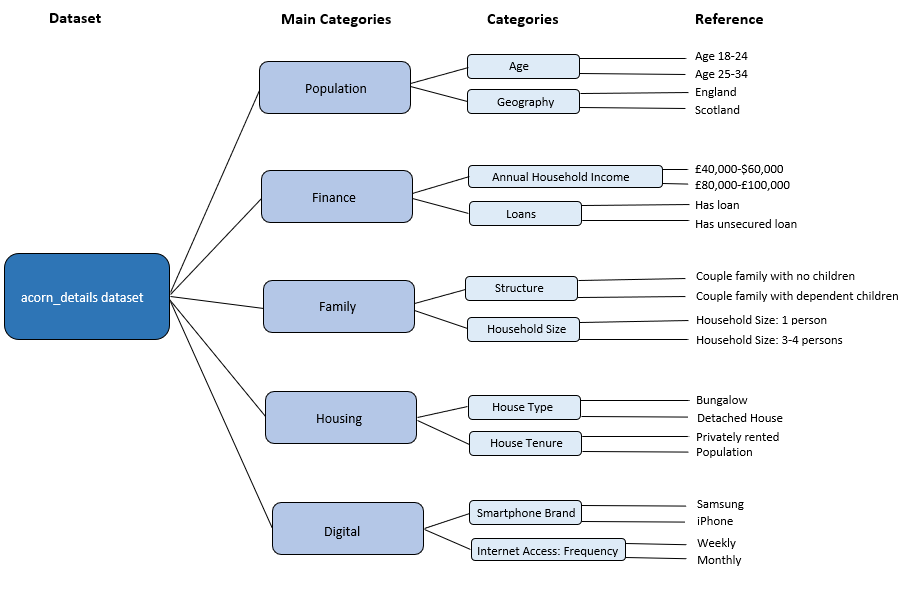 Dataset
Main Categories
Categories
Reference
acorn_details dataset
Population
Age
Age 18-24
Age 25-34
Geography
England
Scotland
Finance
Annual Household Income
£40,000-$60,000
£80,000-£100,000
Loans
Has loan
Has unsecured loan
Family
Structure
Couple family with no children
Couple family with dependent children
Household Size
Household Size: 1 person
Household Size: 3-4 persons
Housing
House Type
Bungalow
Detached House
House Tenure
Privately rented
Population
Digital
Smartphone Brand
Samsung
iPhone
Internet Access: Frequency
Weekly
Monthly